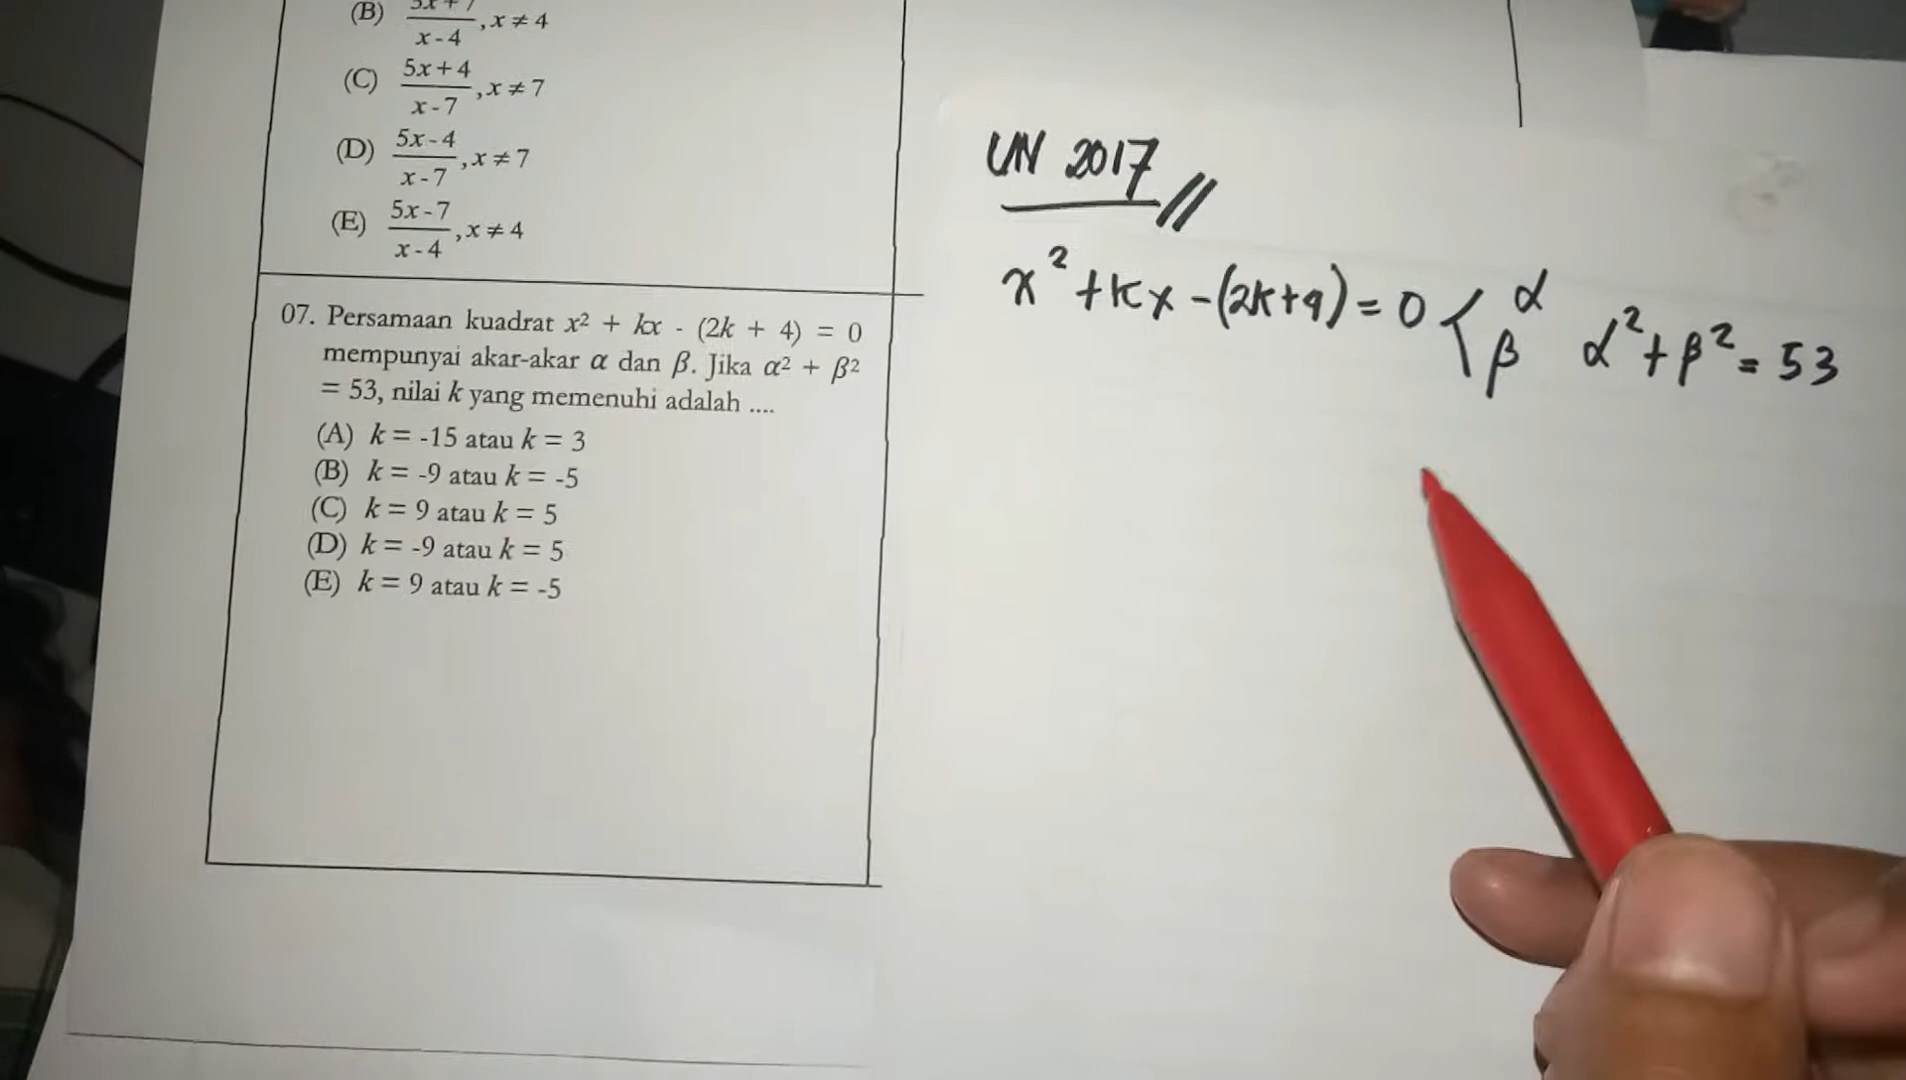 (B) 5x + 7 / x - 4 , x ≠ 4
(C) 5x + 4 / x - 7 , x ≠ 7
(D) 5x - 4 / x - 7 , x ≠ 7
(E) 5x - 7 / x - 4 , x ≠ 4
07. Persamaan kuadrat x² + kx - (2k + 4) = 0
mempunyai akar-akar α dan β. Jika α² + β²
= 53, nilai k yang memenuhi adalah ....
(A) k = -15 atau k = 3
(B) k = -9 atau k = -5
(C) k = 9 atau k = 5
(D) k = -9 atau k = 5
(E) k = 9 atau k = -5
UN 2017
x² + kx - (2k+4) = 0 < α β α² + β² = 53